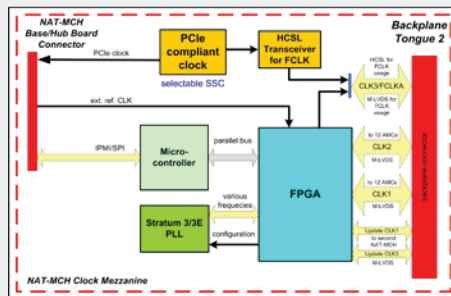 NAT-MCH
Base/Hub Board
Connector
PCIe clock
PCIe
compliant
clock
selectable SSC
HCSL
Transceiver
for FCLK
Backplane
Tongue 2
HCSL for
FCLK
usage
CLK3/FCLKA
M-LVDS for
TCLK
usage
ext. ref. CLK
IPMI/SPI
Micro-
controller
parallel bus
FPGA
to 12 AMCs
CLK2
M-LVDS
to 12 AMCs
CLK1
M-LVDS
backplane connector
Stratum 3/3E
PLL
various
frequecies
configuration
Update CLK1
to second
NAT-MCH
Update CLK3
M-LVDS
NAT-MCH Clock Mezzanine